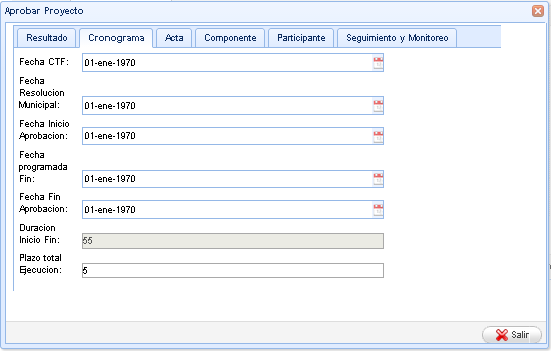 Aprobar Proyecto
Resultado Cronograma Acta Componente Participante Seguimiento y Monitoreo
Fecha CTF: 01-ene-1970
Fecha
Resolucion
Municipal: 01-ene-1970
Fecha Inicio
Aprobacion: 01-ene-1970
Fecha
programada
Fin: 01-ene-1970
Fecha Fin
Aprobacion: 01-ene-1970
Duracion
Inicio Fin: 55
Plazo total
Ejecucion: 5
Salir